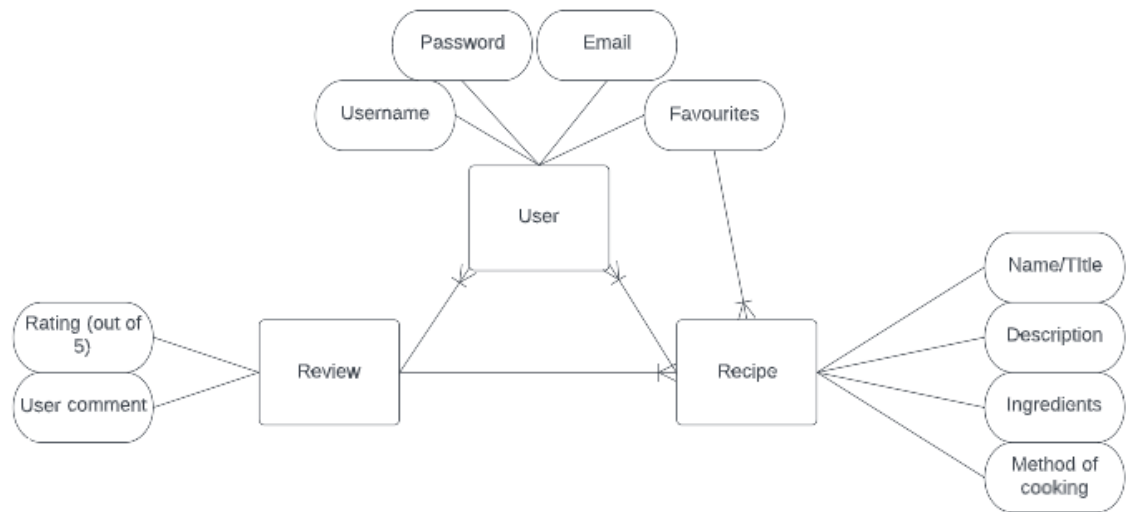 Password
Email
Username
Favourites
User
Name/TItle
Rating (out of
5)
Description
Review
Recipe
User comment
Ingredients
Method of
cooking